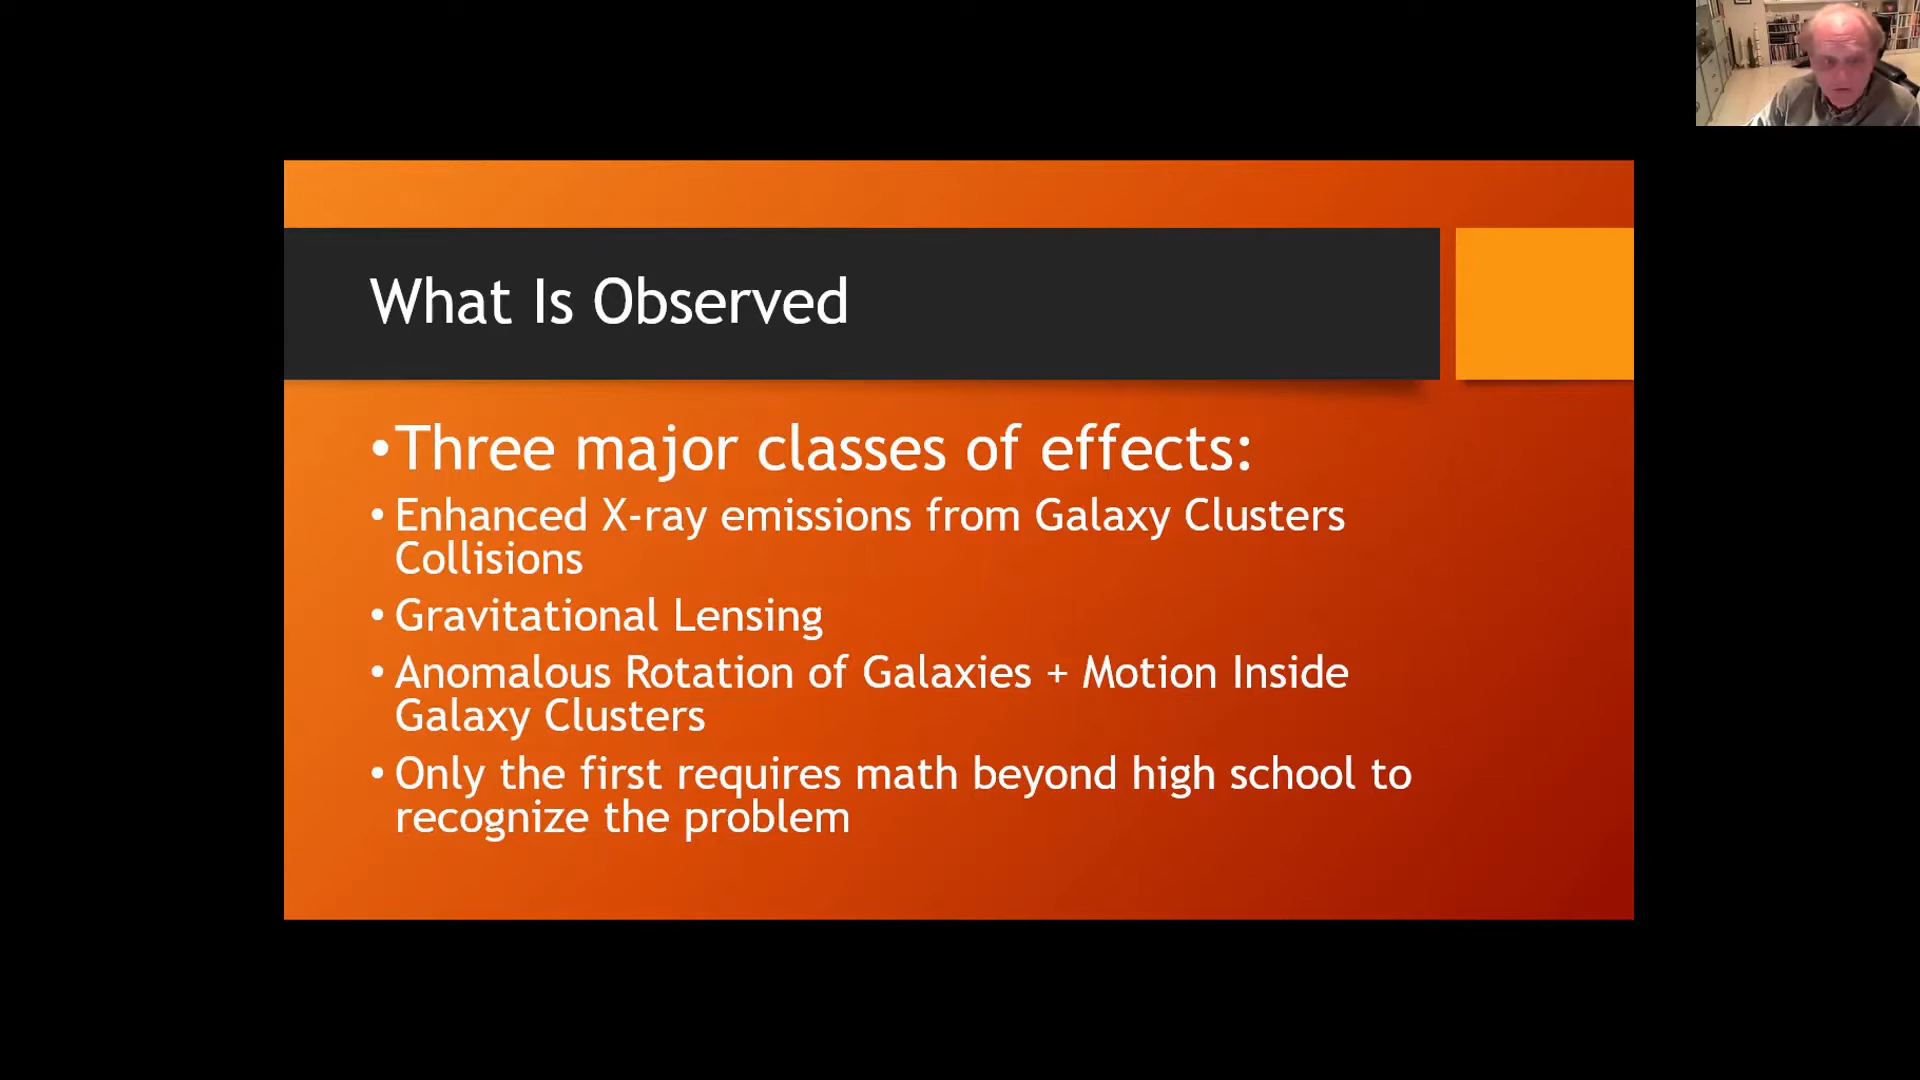 What Is Observed
•Three major classes of effects:
• Enhanced X-ray emissions from Galaxy Clusters
Collisions
• Gravitational Lensing
• Anomalous Rotation of Galaxies + Motion Inside
Galaxy Clusters
• Only the first requires math beyond high school to
recognize the problem